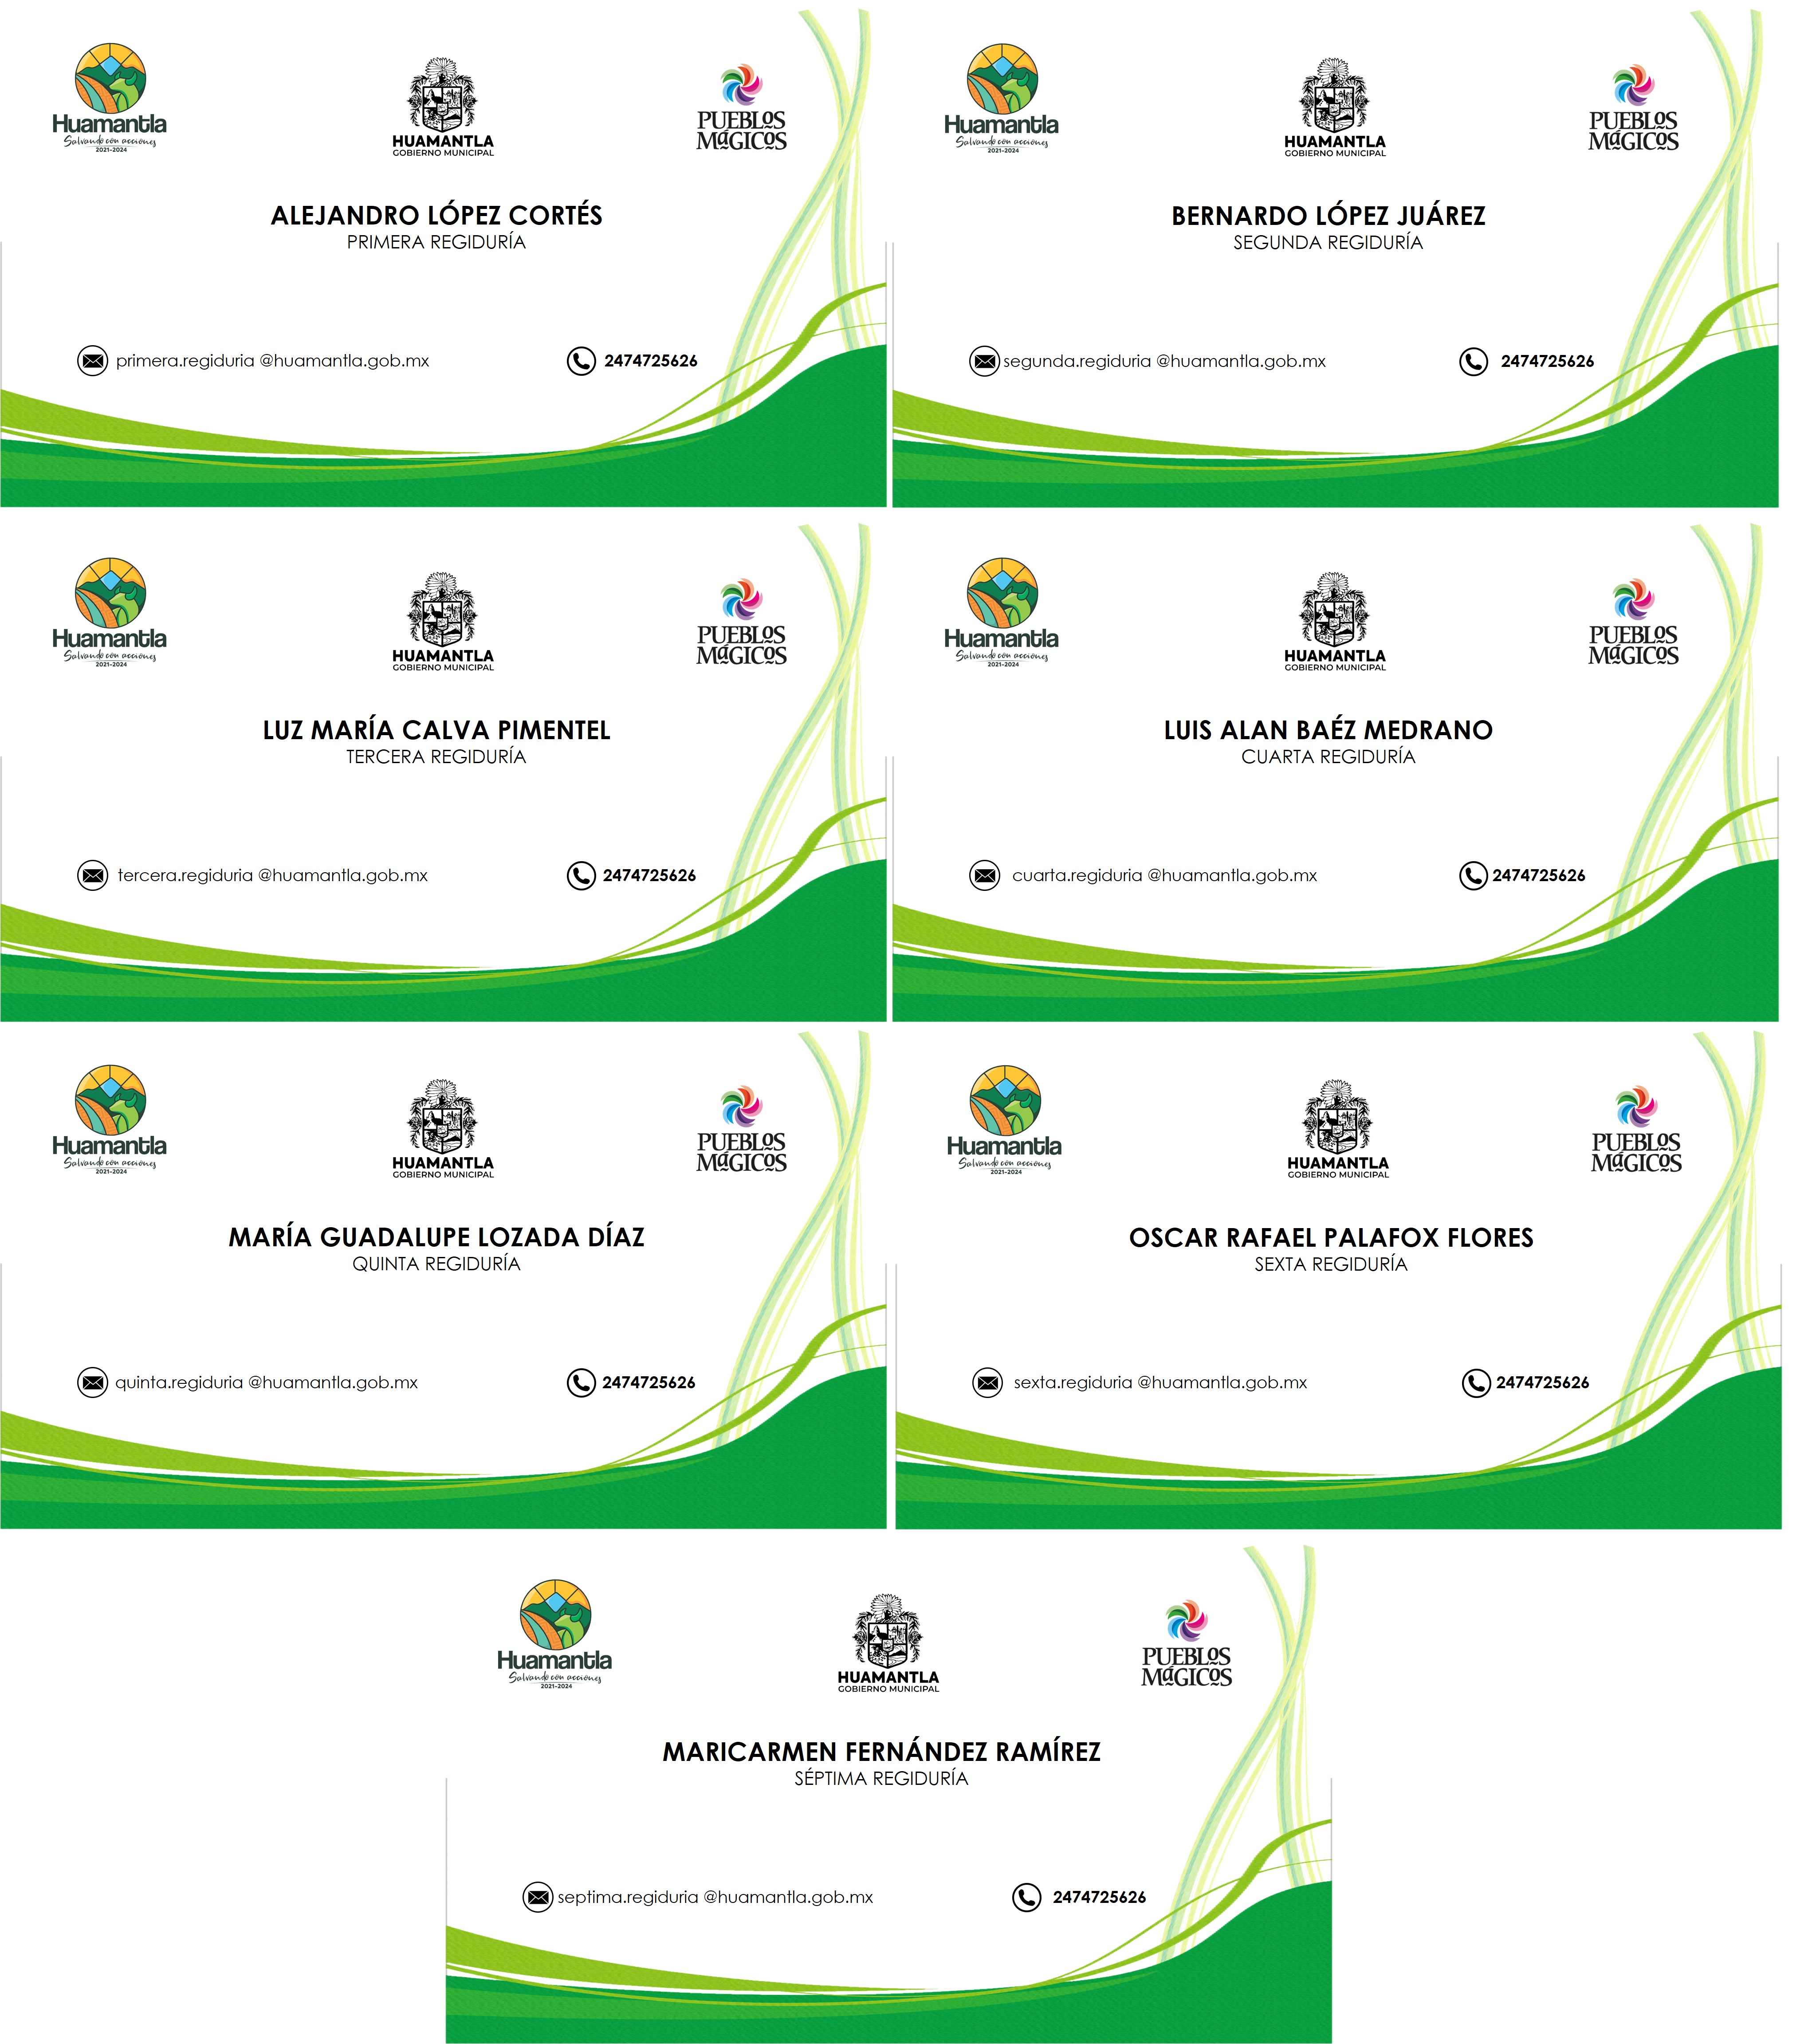 Huamantla
Salvando con acciones
2021-2024
HUAMANTLA
GOBIERNO MUNICIPAL
PUEBLOS
MÁGICOS
ALEJANDRO LÓPEZ CORTÉS
PRIMERA REGIDURÍA
primera.regiduria @huamantla.gob.mx
2474725626
Huamantla
Salvando con acciones
2021-2024
HUAMANTLA
GOBIERNO MUNICIPAL
PUEBLOS
MÁGICOS
BERNARDO LÓPEZ JUÁREZ
SEGUNDA REGIDURÍA
segunda.regiduria @huamantla.gob.mx
2474725626
Huamantla
Salvando con acciones
2021-2024
HUAMANTLA
GOBIERNO MUNICIPAL
PUEBLOS
MÁGICOS
LUZ MARÍA CALVA PIMENTEL
TERCERA REGIDURÍA
tercera.regiduria @huamantla.gob.mx
2474725626
Huamantla
Salvando con acciones
2021-2024
HUAMANTLA
GOBIERNO MUNICIPAL
PUEBLOS
MÁGICOS
LUIS ALAN BAÉZ MEDRANO
CUARTA REGIDURÍA
cuarta.regiduria @huamantla.gob.mx
2474725626
Huamantla
Salvando con acciones
2021-2024
HUAMANTLA
GOBIERNO MUNICIPAL
PUEBLOS
MÁGICOS
MARÍA GUADALUPE LOZADA DÍAZ
QUINTA REGIDURÍA
quinta.regiduria @huamantla.gob.mx
2474725626
Huamantla
Salvando con acciones
2021-2024
HUAMANTLA
GOBIERNO MUNICIPAL
PUEBLOS
MÁGICOS
OSCAR RAFAEL PALAFOX FLORES
SEXTA REGIDURÍA
sexta.regiduria @huamantla.gob.mx
2474725626
Huamantla
Salvando con acciones
2021-2024
HUAMANTLA
GOBIERNO MUNICIPAL
PUEBLOS
MÁGICOS
MARICARMEN FERNÁNDEZ RAMÍREZ
SÉPTIMA REGIDURÍA
septima.regiduria @huamantla.gob.mx
2474725626